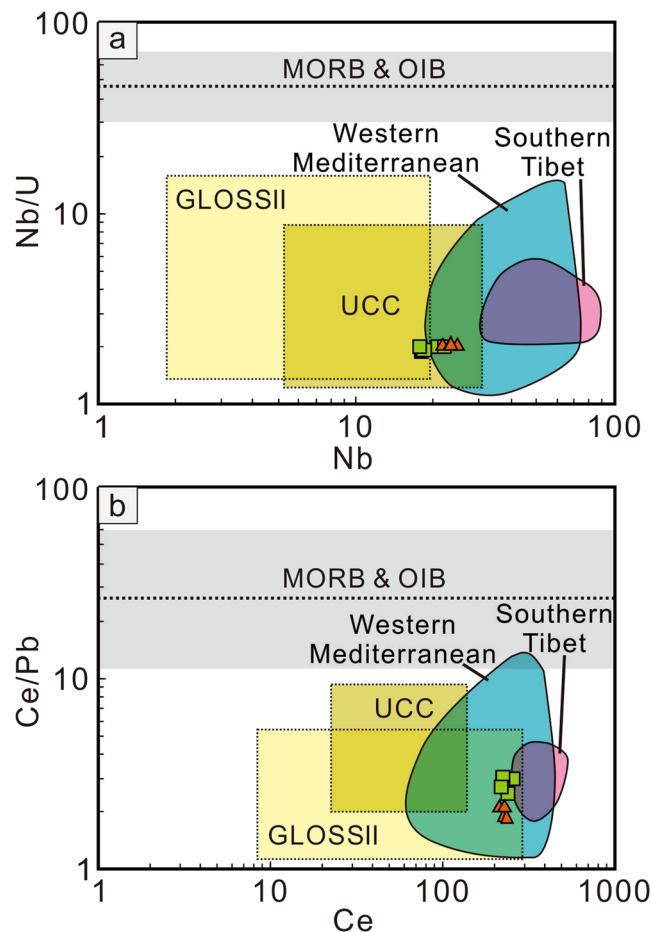 100
a
MORB & OIB
Western
Mediterranean
Southern
Tibet
GLOSSII
10
Nb/U
UCC
1
1
10
100
Nb
100
b
MORB & OIB
Western
Mediterranean
Southern
Tibet
10
Ce/Pb
UCC
GLOSSII
1
1
10
100
1000
Ce